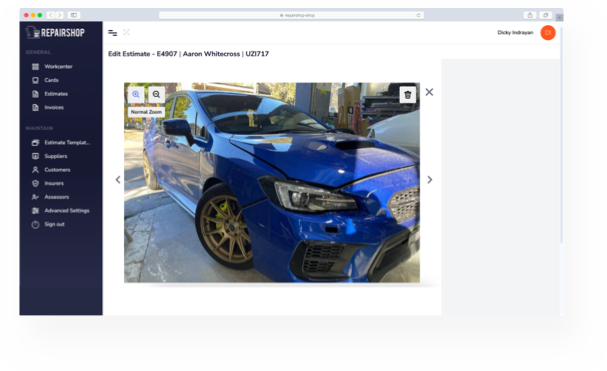 repairshop-shop
REPAIRSHOP
Dicky Indrayan
DI
Edit Estimate - E4907 | Aaron Whitecross | UZI717
GENERAL
Workcenter
Cards
Estimates
Invoices
MAINTAIN
Estimate Templat...
Suppliers
Customers
Insurers
Assessors
Advanced Settings
Sign out
Normal Zoom